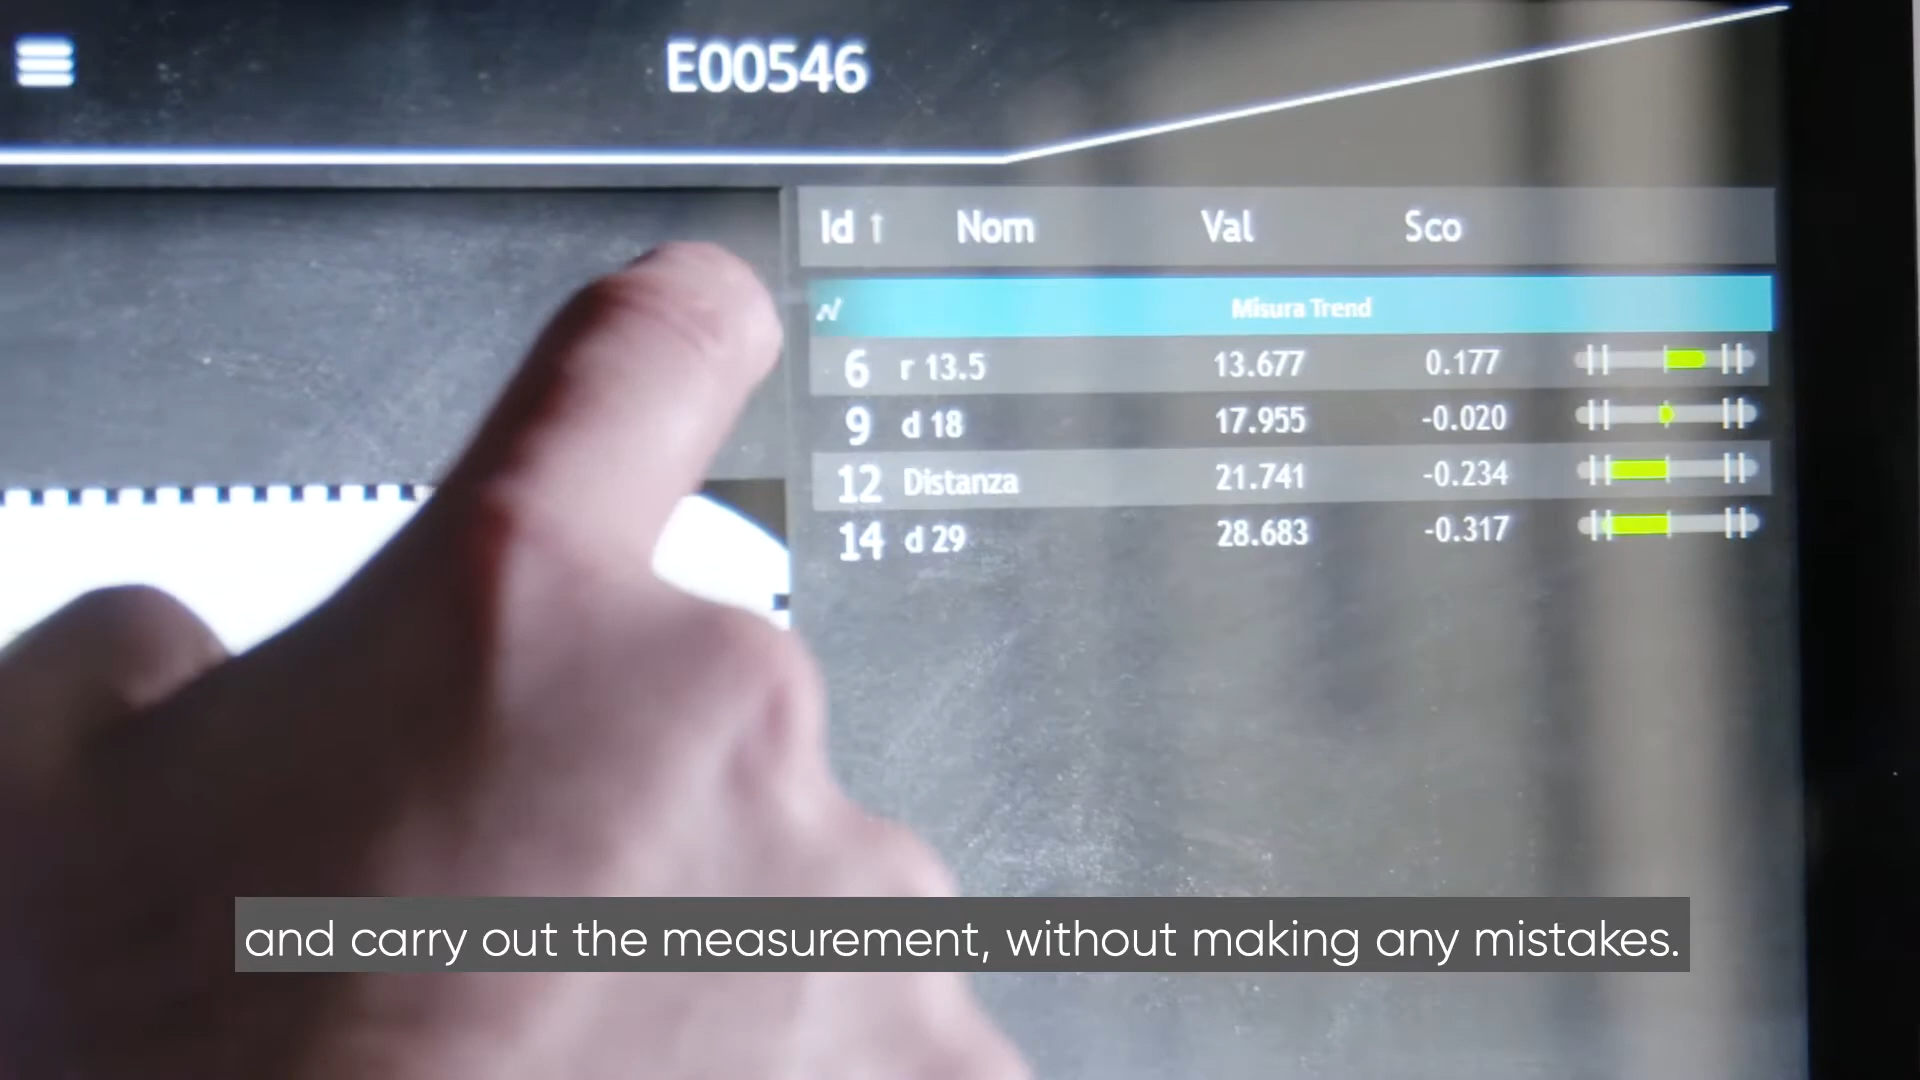 E00546
Id ↑ Nom Val Sco
Misura Trend
6 r 13.5 13.677 0.177
9 d 18 17.955 -0.020
12 Distanza 21.741 -0.234
14 d 29 28.683 -0.317
and carry out the measurement, without making any mistakes.